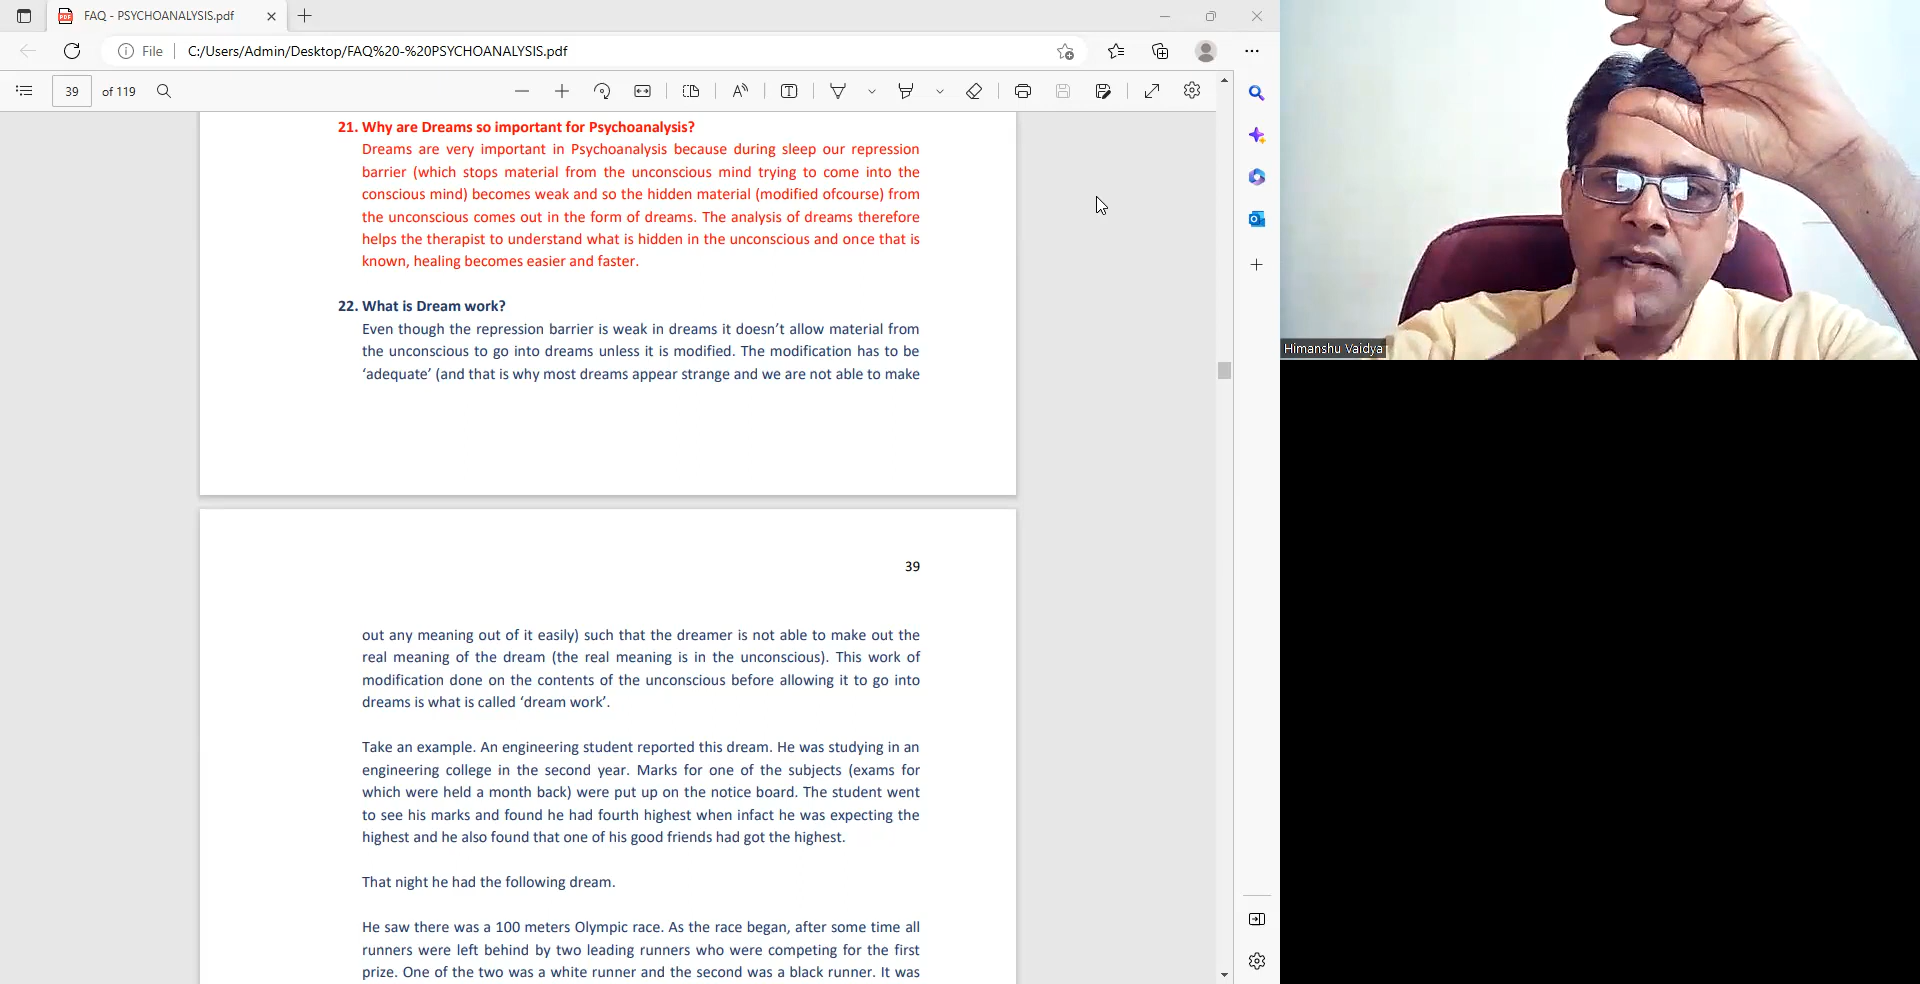 FAQ - PSYCHOANALYSIS.pdf
File
C:/Users/Admin/Desktop/FAQ%20-%20PSYCHOANALYSIS.pdf
39 of 119
21. Why are Dreams so important for Psychoanalysis?
Dreams are very important in Psychoanalysis because during sleep our repression
barrier (which stops material from the unconscious mind trying to come into the
conscious mind) becomes weak and so the hidden material (modified ofcourse) from
the unconscious comes out in the form of dreams. The analysis of dreams therefore
helps the therapist to understand what is hidden in the unconscious and once that is
known, healing becomes easier and faster.
22. What is Dream work?
Even though the repression barrier is weak in dreams it doesn’t allow material from
the unconscious to go into dreams unless it is modified. The modification has to be
‘adequate’ (and that is why most dreams appear strange and we are not able to make
39
out any meaning out of it easily) such that the dreamer is not able to make out the
real meaning of the dream (the real meaning is in the unconscious). This work of
modification done on the contents of the unconscious before allowing it to go into
dreams is what is called ‘dream work’.
Take an example. An engineering student reported this dream. He was studying in an
engineering college in the second year. Marks for one of the subjects (exams for
which were held a month back) were put up on the notice board. The student went
to see his marks and found he had fourth highest when infact he was expecting the
highest and he also found that one of his good friends had got the highest.
That night he had the following dream.
He saw there was a 100 meters Olympic race. As the race began, after some time all
runners were left behind by two leading runners who were competing for the first
prize. One of the two was a white runner and the second was a black runner. It was
Himanshu Vaidya